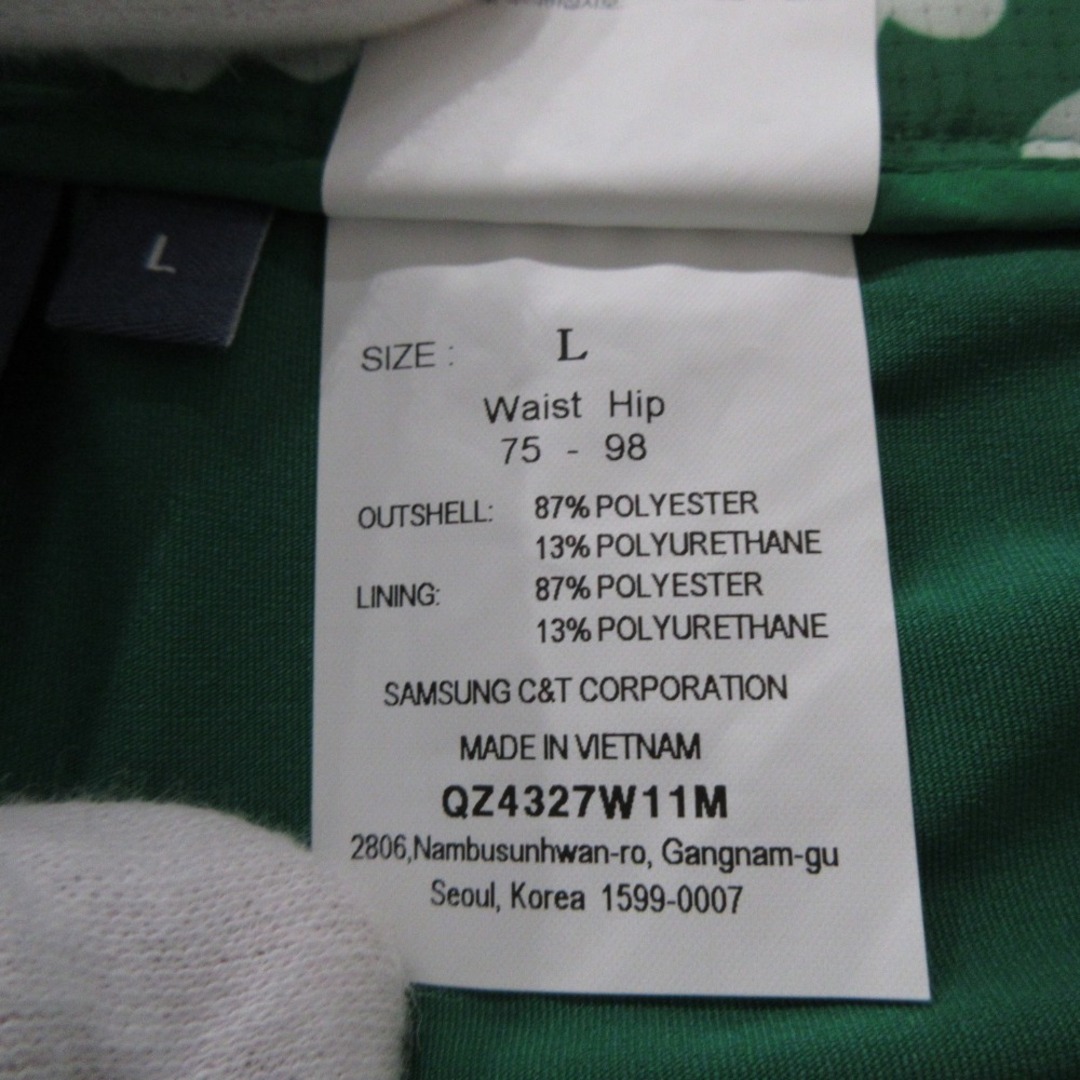 L
SIZE : L
Waist Hip
75 - 98
OUTSHELL: 87% POLYESTER
13% POLYURETHANE
LINING: 87% POLYESTER
13% POLYURETHANE
SAMSUNG C&T CORPORATION
MADE IN VIETNAM
QZ4327W11M
2806,Nambusunhwan-ro, Gangnam-gu
Seoul, Korea 1599-0007